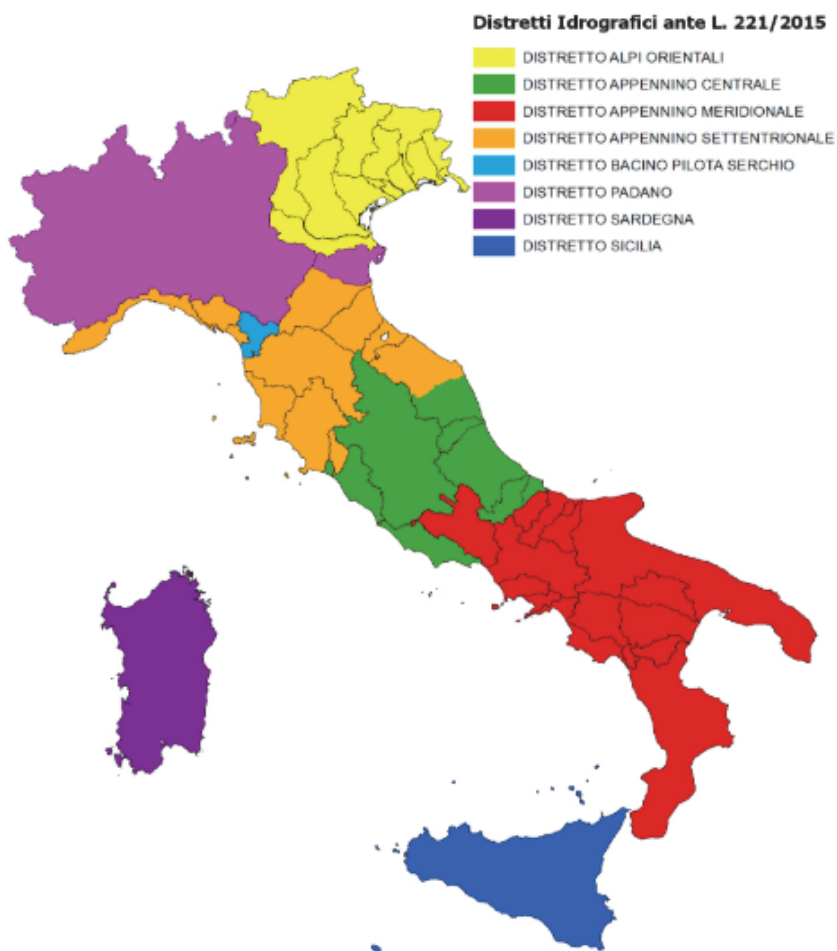 Distretti Idrografici ante L. 221/2015
DISTRETTO ALPI ORIENTALI
DISTRETTO APPENNINO CENTRALE
DISTRETTO APPENNINO MERIDIONALE
DISTRETTO APPENNINO SETTENTRIONALE
DISTRETTO BACINO PILOTA SERCHIO
DISTRETTO PADANO
DISTRETTO SARDEGNA
DISTRETTO SICILIA